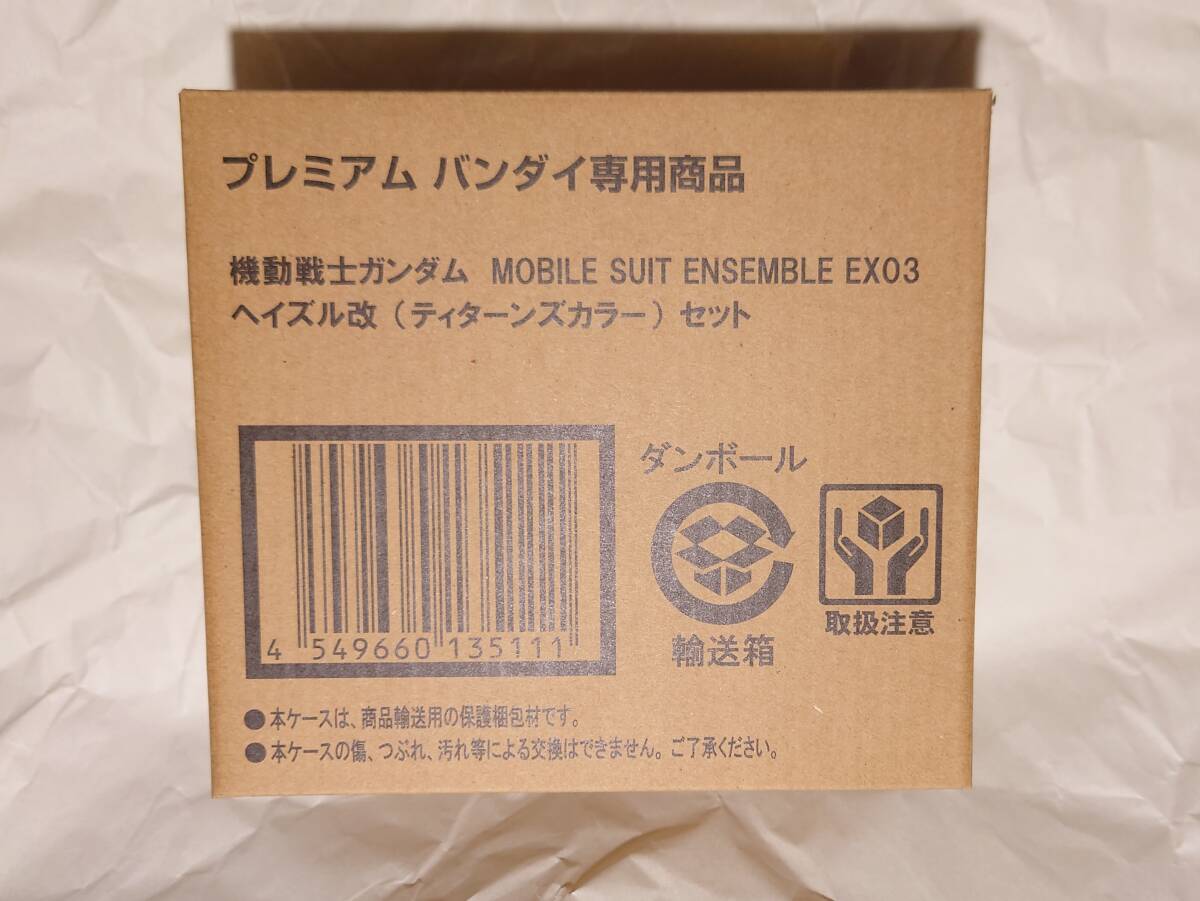 プレミアム バンダイ専用商品
機動戦士ガンダム MOBILE SUIT ENSEMBLE EX03
ヘイズル改（ティターンズカラー）セット
4 549660 135111
ダンボール
輸送箱
取扱注意
●本ケースは、商品輸送用の保護梱包材です。
●本ケースの傷、つぶれ、汚れ等による交換はできません。ご了承ください。